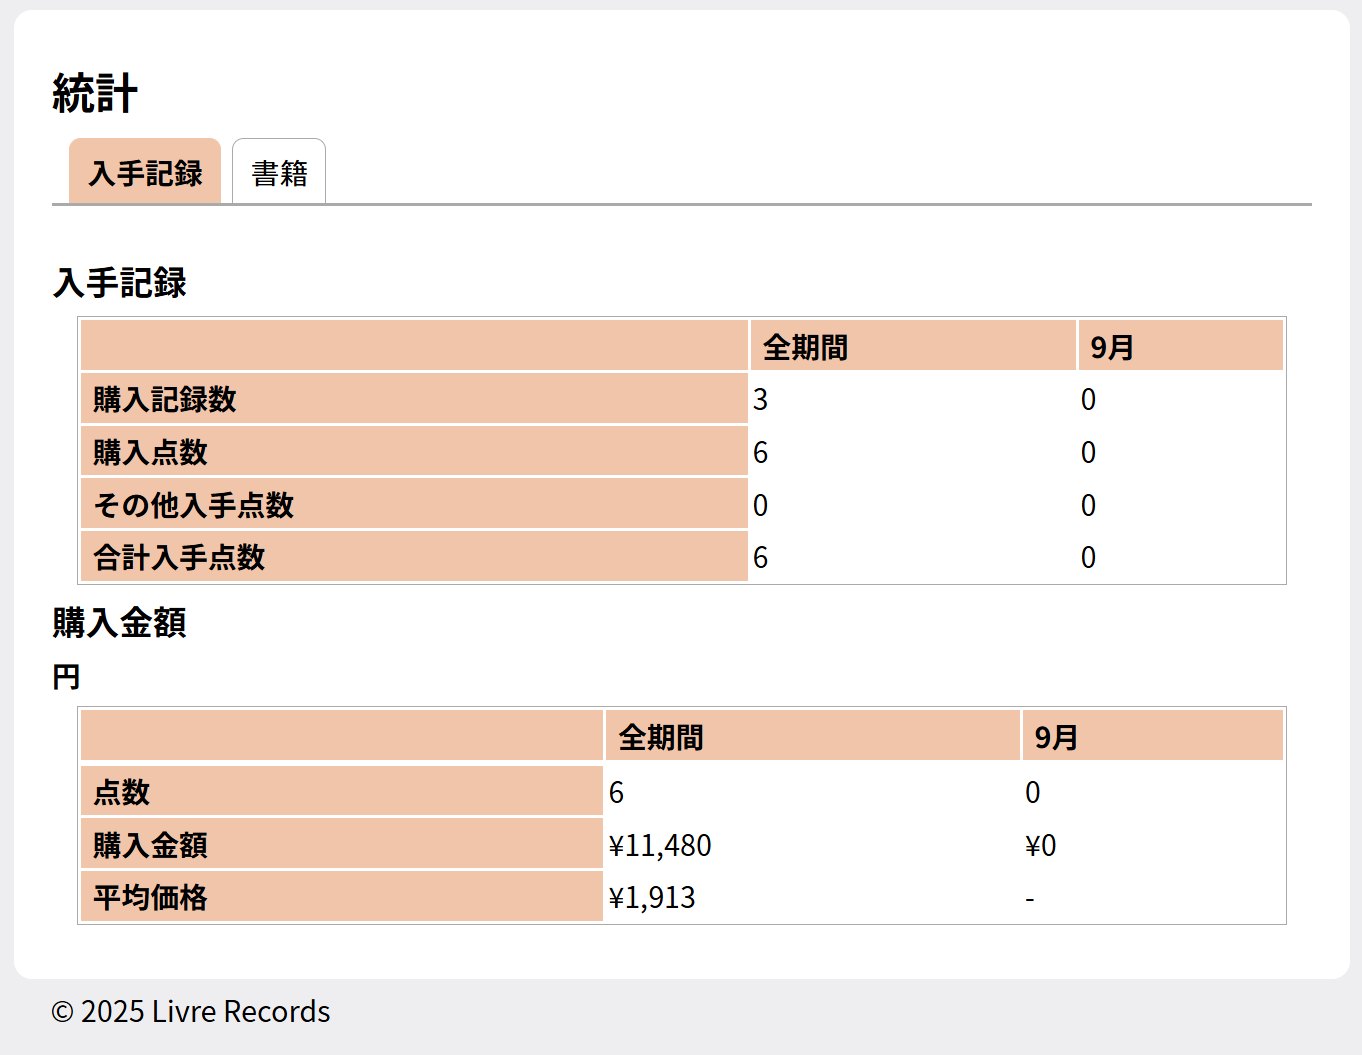 統計
入手記録 書籍
入手記録
全期間 9月
購入記録数 3 0
購入点数 6 0
その他入手点数 0 0
合計入手点数 6 0
購入金額
円
全期間 9月
点数 6 0
購入金額 ¥11,480 ¥0
平均価格 ¥1,913 -
© 2025 Livre Records